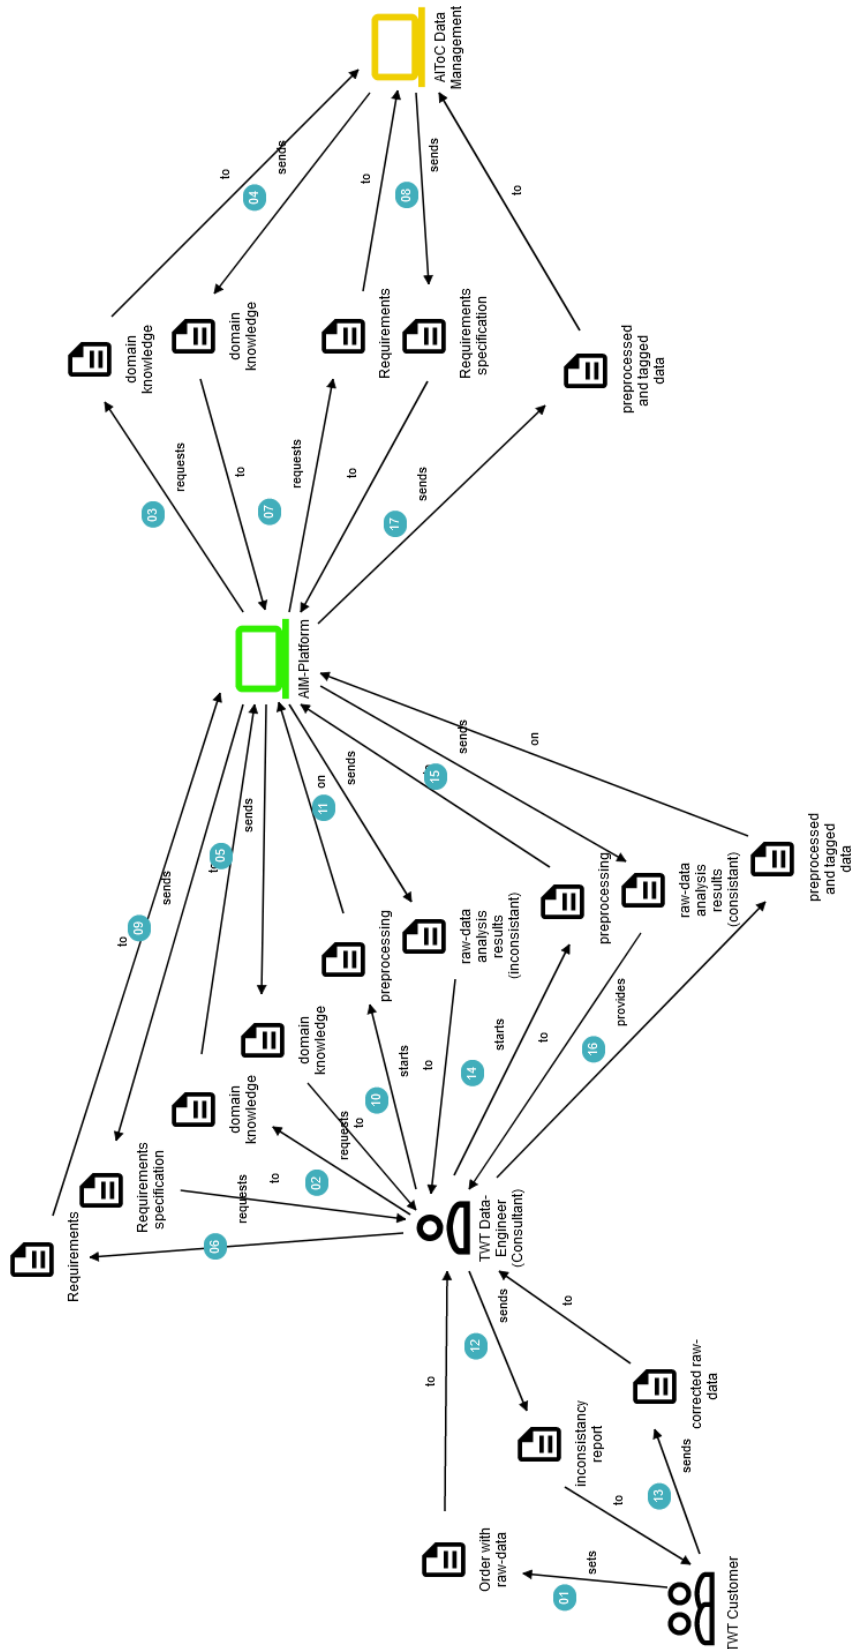 Requirements
Requirements
specification
09
to
sends
domain
knowledge
03
requests
06
requests
02
to
requests
to
domain
knowledge
domain
knowledge
05
sends
domain
knowledge
to
07
to
04
sends
AIM-Platform
requests
Requirements
to
10
starts
preprocessing
11
on
sends
to
raw-data
analysis
results
(inconsistant)
to
17
sends
Requirements
specification
08
sends
AIToC Data
Management
to
Order with
raw-data
to
12
sends
TWT Data-
Engineer
(Consultant)
14
starts
to
preprocessing
15
sends
on
01
sets
inconsistancy
report
to
to
16
provides
raw-data
analysis
results
(consistant)
preprocessed
and tagged
data
13
sends
corrected raw-
data
TWT Customer
preprocessed
and tagged
data